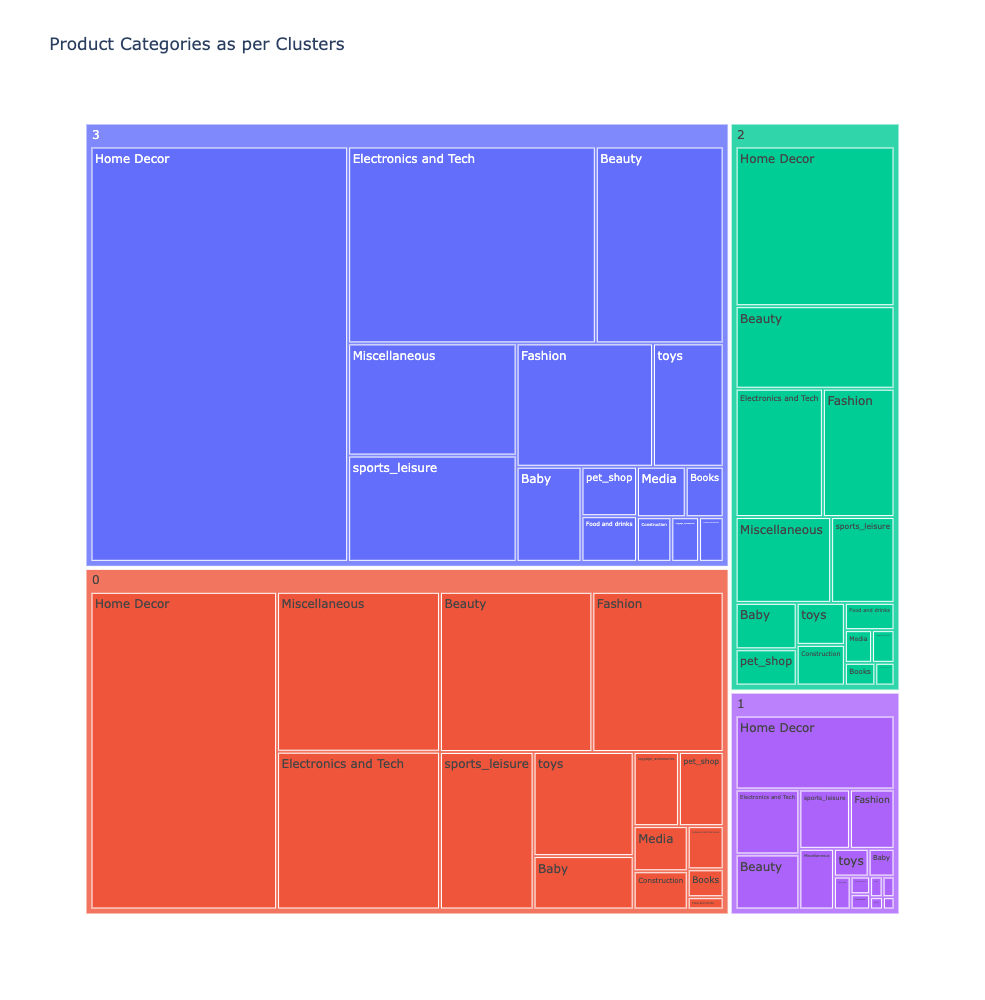 Product Categories as per Clusters
3
Home Decor
Electronics and Tech
Beauty
Miscellaneous
Fashion
toys
sports_leisure
Baby
pet_shop
Media
Books
Food and drinks
Construction
2
Home Decor
Beauty
Electronics and Tech
Fashion
Miscellaneous
sports_leisure
Baby
toys
Food and drinks
Media
pet_shop
Construction
Books
0
Home Decor
Miscellaneous
Beauty
Fashion
Electronics and Tech
sports_leisure
toys
luggage_accessories
pet_shop
Media
Baby
Construction
Books
1
Home Decor
Electronics and Tech
sports_leisure
Fashion
Beauty
Miscellaneous
toys
Baby